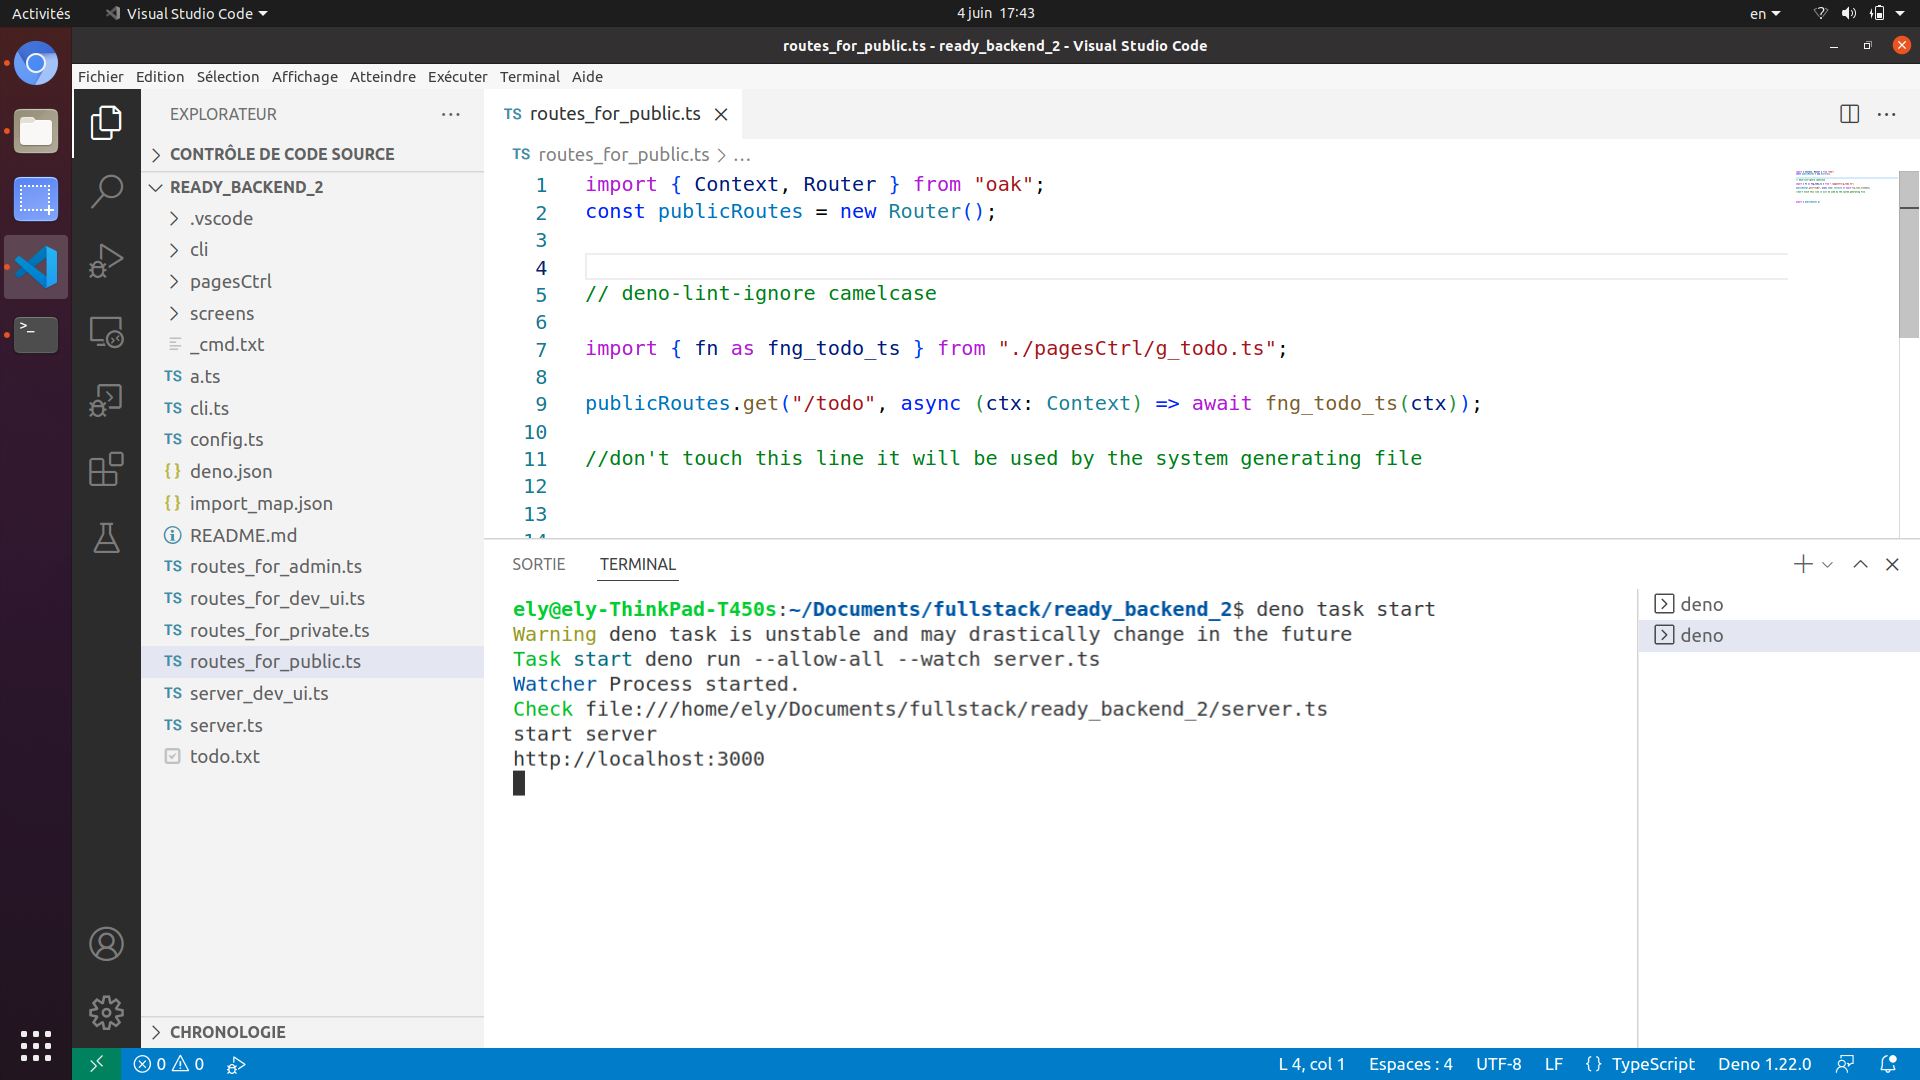 Activités
Visual Studio Code
4 juin 17:43
en
routes_for_public.ts - ready_backend_2 - Visual Studio Code
Fichier Edition Sélection Affichage Atteindre Exécuter Terminal Aide
EXPLORATEUR
CONTRÔLE DE CODE SOURCE
READY_BACKEND_2
.vscode
cli
pagesCtrl
screens
_cmd.txt
TS a.ts
TS cli.ts
TS config.ts
{} deno.json
{} import_map.json
README.md
TS routes_for_admin.ts
TS routes_for_dev_ui.ts
TS routes_for_private.ts
TS routes_for_public.ts
TS server_dev_ui.ts
TS server.ts
todo.txt
CHRONOLOGIE
TS routes_for_public.ts
TS routes_for_public.ts > ...
1 import { Context, Router } from "oak";
2 const publicRoutes = new Router();
3
4
5 // deno-lint-ignore camelcase
6
7 import { fn as fng_todo_ts } from "./pagesCtrl/g_todo.ts";
8
9 publicRoutes.get("/todo", async (ctx: Context) => await fng_todo_ts(ctx));
10
11 //don't touch this line it will be used by the system generating file
12
13
14
SORTIE TERMINAL
ely@ely-ThinkPad-T450s:~/Documents/fullstack/ready_backend_2$ deno task start
Warning deno task is unstable and may drastically change in the future
Task start deno run --allow-all --watch server.ts
Watcher Process started.
Check file:///home/ely/Documents/fullstack/ready_backend_2/server.ts
start server
http://localhost:3000
deno
deno
0 0
L 4, col 1
Espaces : 4
UTF-8
LF
{} TypeScript
Deno 1.22.0